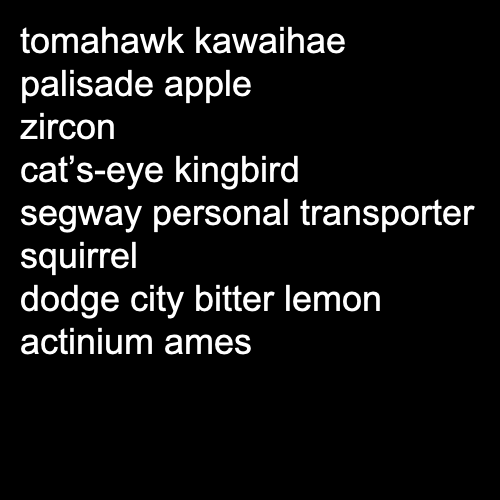 tomahawk kawaihae
palisade apple
zircon
cat’s-eye kingbird
segway personal transporter
squirrel
dodge city bitter lemon
actinium ames